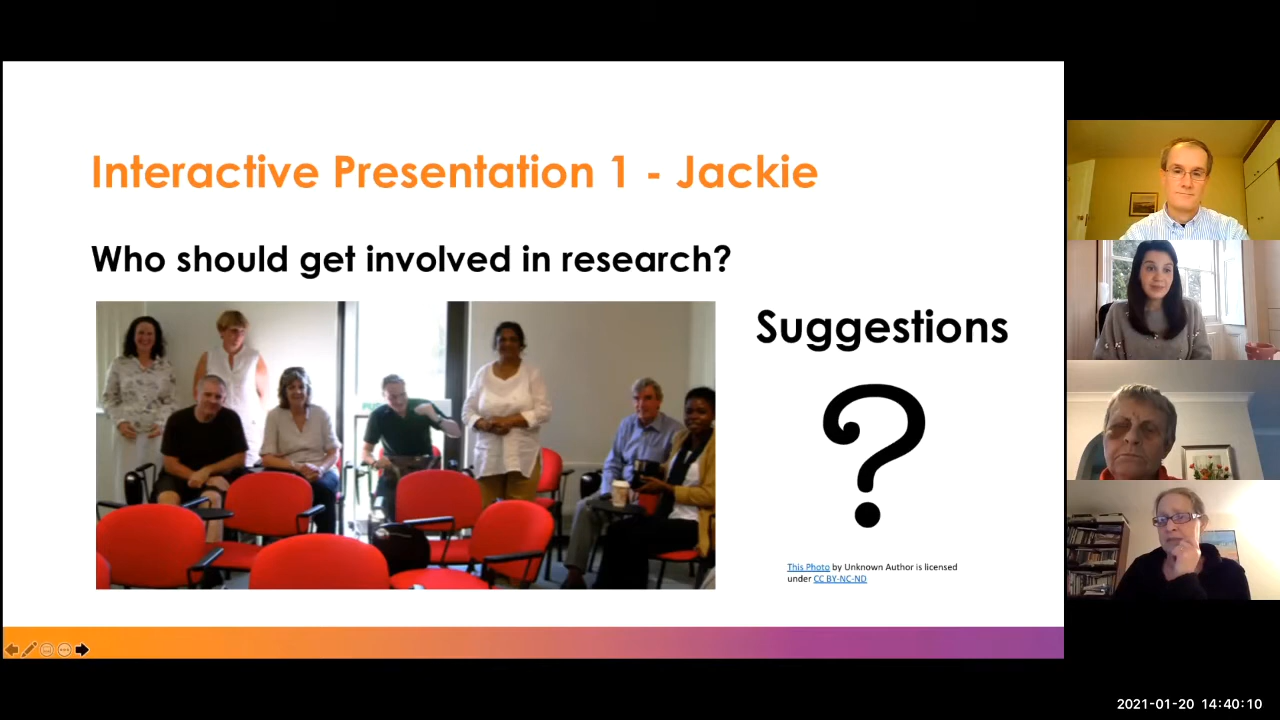 Interactive Presentation 1 - Jackie
Who should get involved in research?
Suggestions
?
This Photo by Unknown Author is licensed
under CC BY-NC-ND
2021-01-20 14:40:10